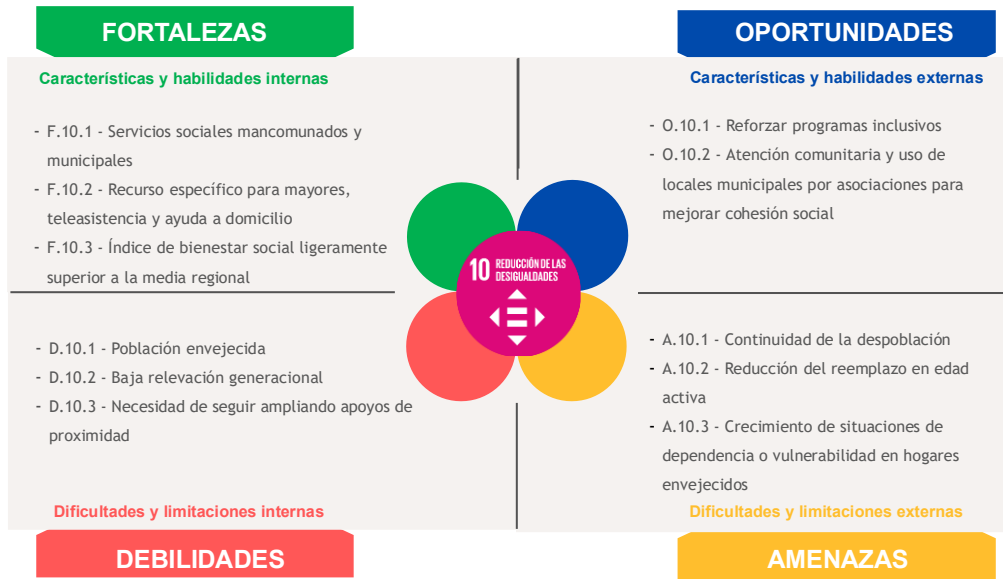 FORTALEZAS
Características y habilidades internas
- F.10.1 - Servicios sociales mancomunados y
municipales
- F.10.2 - Recurso específico para mayores,
teleasistencia y ayuda a domicilio
- F.10.3 - Índice de bienestar social ligeramente
superior a la media regional
OPORTUNIDADES
Características y habilidades externas
- O.10.1 - Reforzar programas inclusivos
- O.10.2 - Atención comunitaria y uso de
locales municipales por asociaciones para
mejorar cohesión social
10 REDUCCIÓN DE LAS
DESIGUALDADES
- D.10.1 - Población envejecida
- D.10.2 - Baja relevación generacional
- D.10.3 - Necesidad de seguir ampliando apoyos de
proximidad
Dificultades y limitaciones internas
DEBILIDADES
- A.10.1 - Continuidad de la despoblación
- A.10.2 - Reducción del reemplazo en edad
activa
- A.10.3 - Crecimiento de situaciones de
dependencia o vulnerabilidad en hogares
envejecidos
Dificultades y limitaciones externas
AMENAZAS